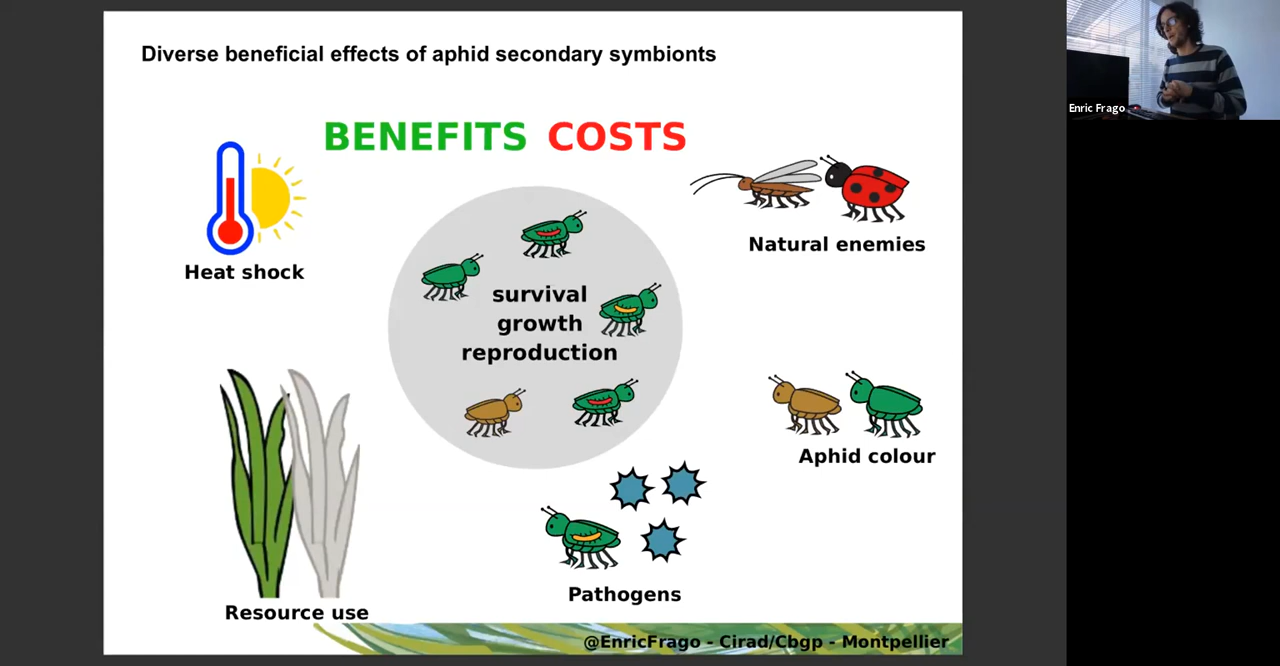 Diverse beneficial effects of aphid secondary symbionts
BENEFITS COSTS
Enric Frago
Heat shock
Natural enemies
survival
growth
reproduction
Aphid colour
Pathogens
Resource use
@EnricFrago - Cirad/Cbgp - Montpellier